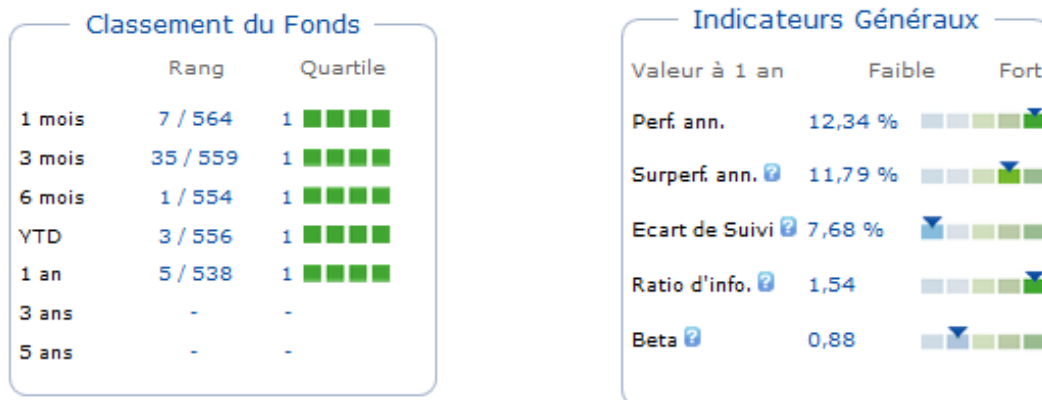 Classement du Fonds
Rang Quartile
1 mois 7 / 564 1
3 mois 35 / 559 1
6 mois 1 / 554 1
YTD 3 / 556 1
1 an 5 / 538 1
3 ans - -
5 ans - -
Indicateurs Généraux
Valeur à 1 an Faible Fort
Perf. ann. 12,34 %
Surperf. ann. ? 11,79 %
Ecart de Suivi ? 7,68 %
Ratio d'info. ? 1,54
Beta ? 0,88